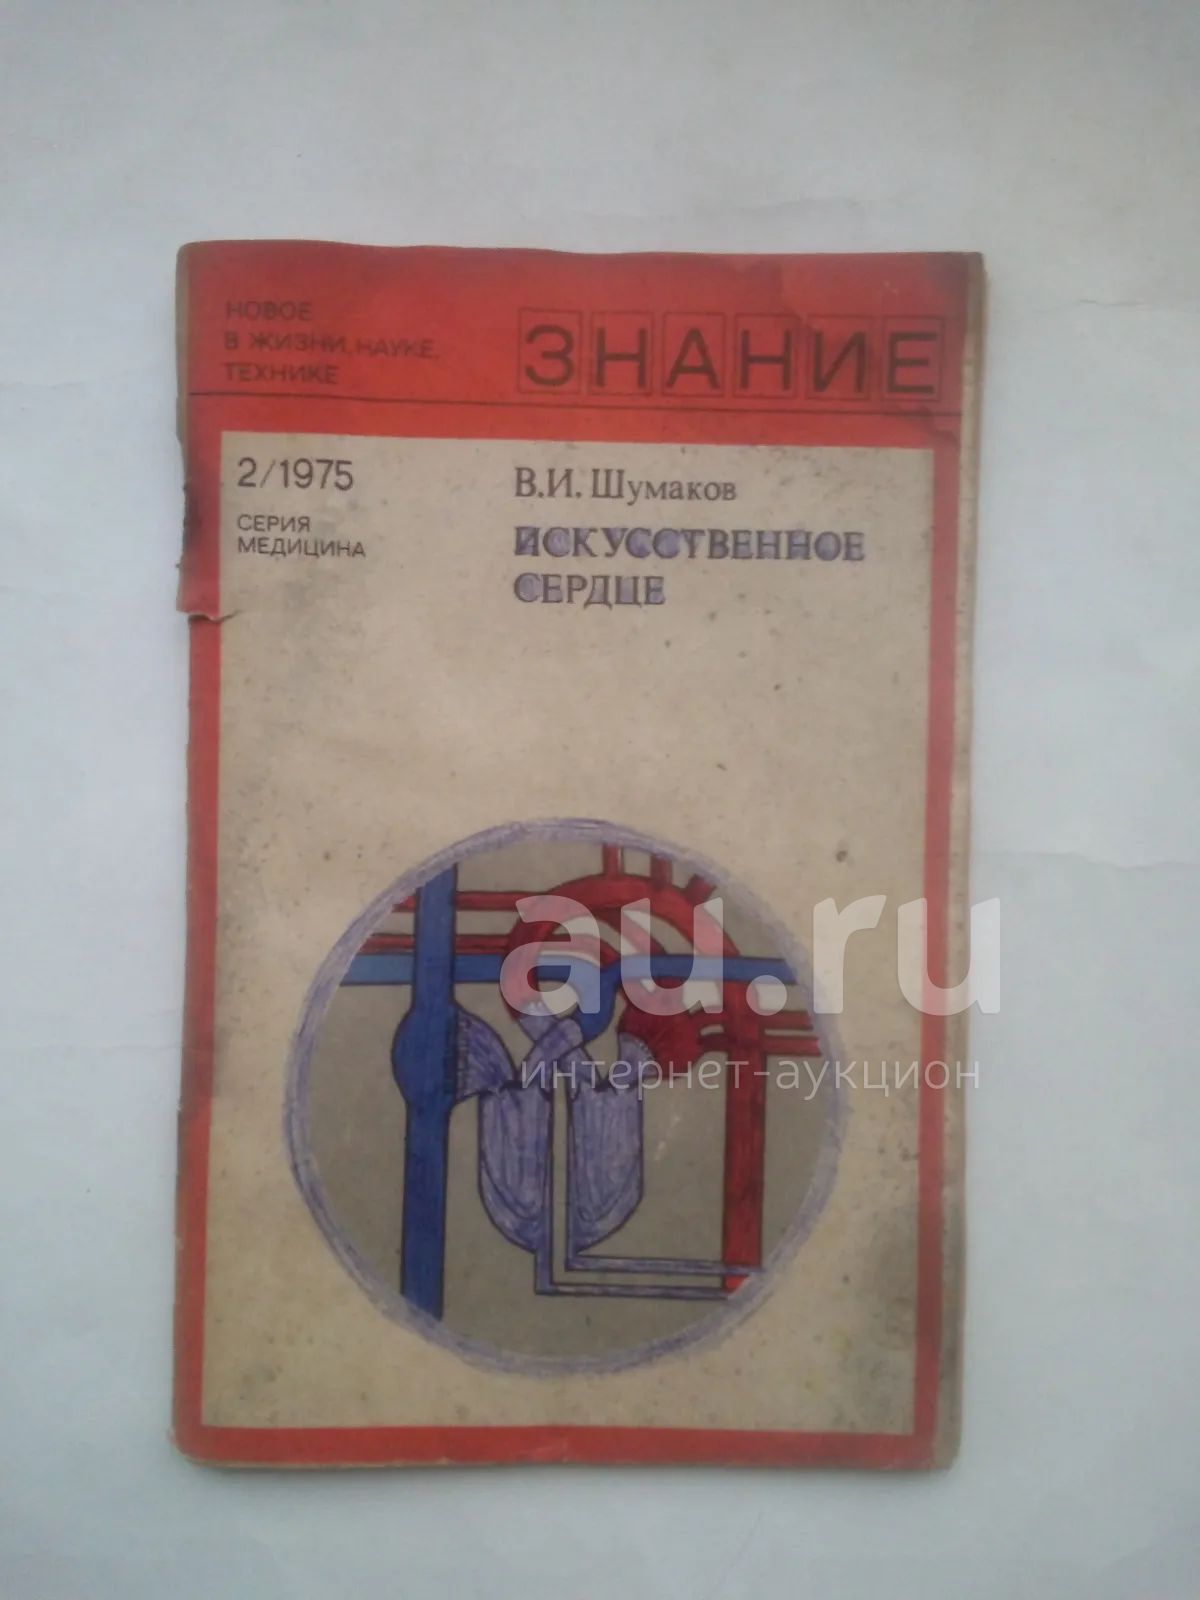 НОВОЕ
В ЖИЗНИ, НАУКЕ,
ТЕХНИКЕ
ЗНАНИЕ
2/1975
СЕРИЯ
МЕДИЦИНА
В.И. Шумаков
ИСКУССТВЕННОЕ
СЕРДЦЕ
au.ru
интернет-аукцион